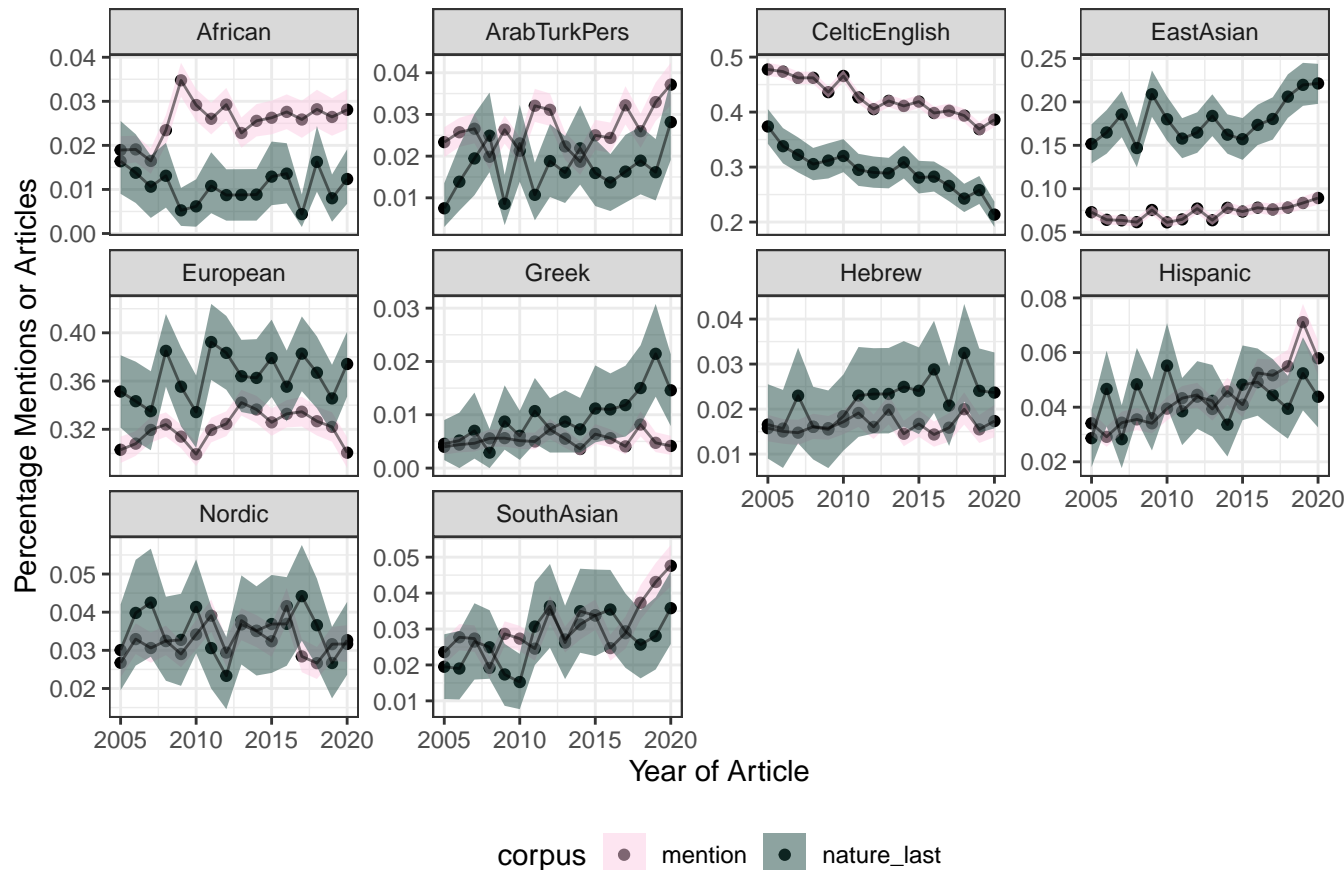 Percentage Mentions or Articles
African
ArabTurkPers
CelticEnglish
EastAsian
0.04
0.03
0.02
0.01
0.00
0.04
0.03
0.02
0.01
0.5
0.4
0.3
0.2
0.25
0.20
0.15
0.10
0.05
European
Greek
Hebrew
Hispanic
0.40
0.36
0.32
0.03
0.02
0.01
0.00
0.04
0.03
0.02
0.01
0.08
0.06
0.04
0.02
2005 2010 2015 2020
2005 2010 2015 2020
Nordic
SouthAsian
0.05
0.04
0.03
0.02
0.05
0.04
0.03
0.02
0.01
2005 2010 2015 2020
2005 2010 2015 2020
Year of Article
corpus mention nature_last